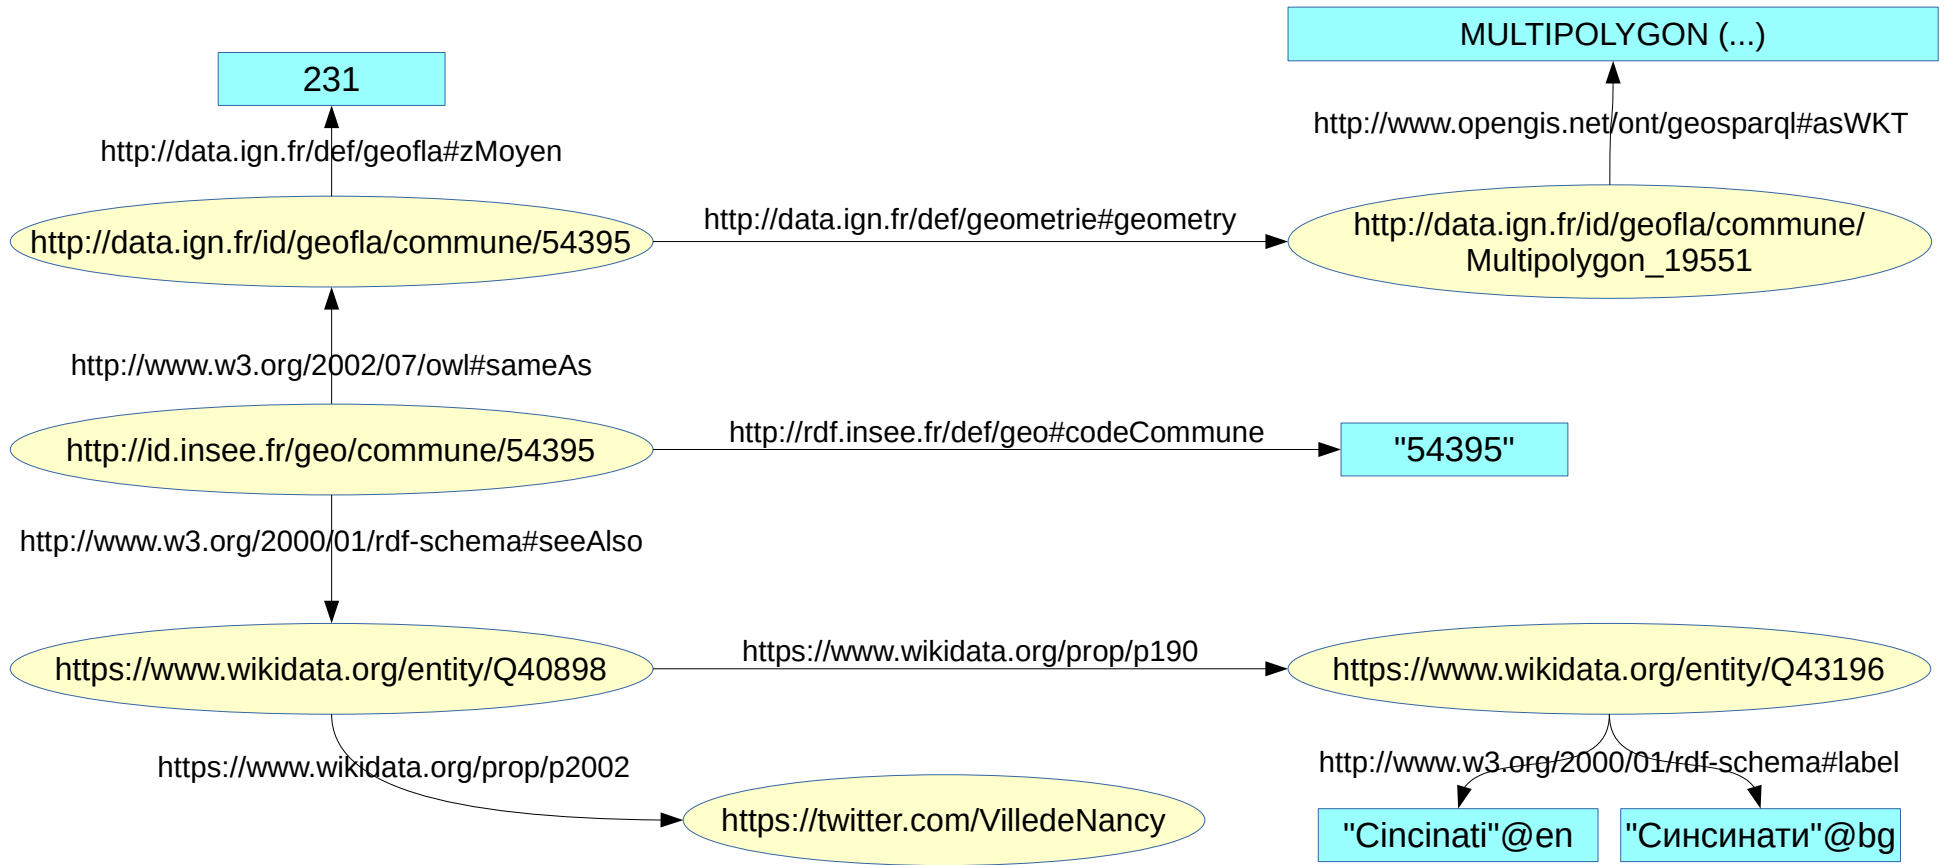 MULTIPOLYGON (...)
231
http://www.opengis.net/ont/geosparql#asWKT
http://data.ign.fr/def/geofla#zMoyen
http://data.ign.fr/id/geofla/commune/54395
http://data.ign.fr/def/geometrie#geometry
http://data.ign.fr/id/geofla/commune/
Multipolygon_19551
http://www.w3.org/2002/07/owl#sameAs
http://id.insee.fr/geo/commune/54395
http://rdf.insee.fr/def/geo#codeCommune
"54395"
http://www.w3.org/2000/01/rdf-schema#seeAlso
https://www.wikidata.org/entity/Q40898
https://www.wikidata.org/prop/p190
https://www.wikidata.org/entity/Q43196
https://www.wikidata.org/prop/p2002
http://www.w3.org/2000/01/rdf-schema#label
https://twitter.com/VilledeNancy
"Cincinati"@en
"Синсинати"@bg